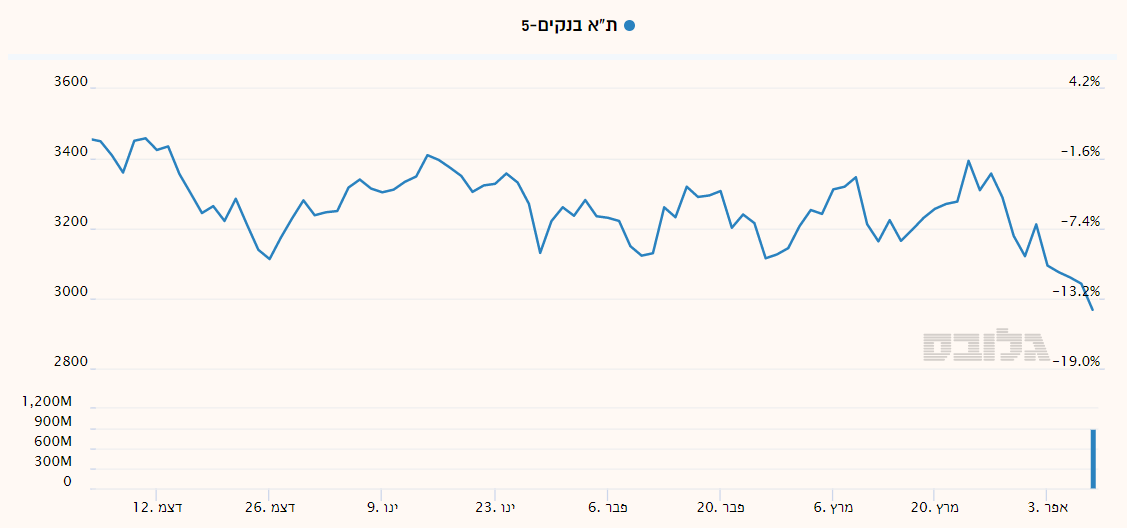 ת"א בנקים-5
3600
4.2%
3400
-1.6%
3200
-7.4%
3000
-13.2%
2800
-19.0%
גלובס
1,200M
900M
600M
300M
0
12. דצמ
26. דצמ
9. ינו
23. ינו
6. פבר
20. פבר
6. מרץ
20. מרץ
3. אפר